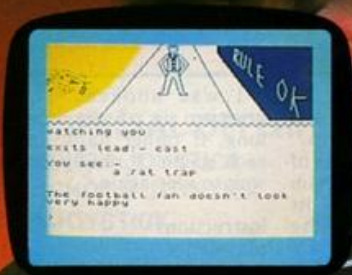 RULE OK
watching you
exits lead:- east
You see:-
a rat trap
The football fan doesn't look
very happy
>